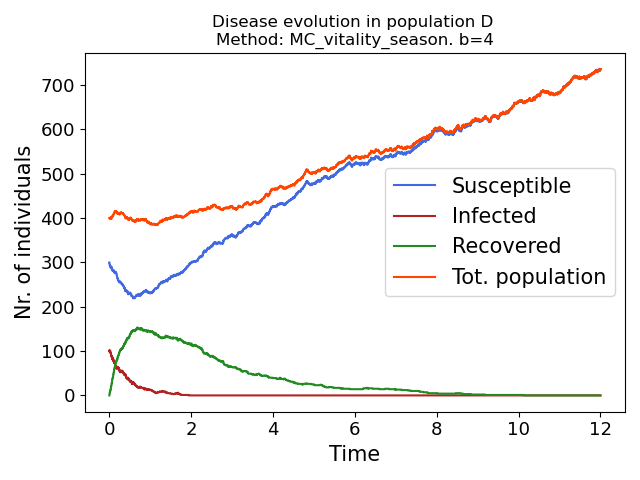 Disease evolution in population D
Method: MC_vitality_season. b=4
Nr. of individuals
700
600
500
400
300
200
100
0
Susceptible
Infected
Recovered
Tot. population
0 2 4 6 8 10 12
Time